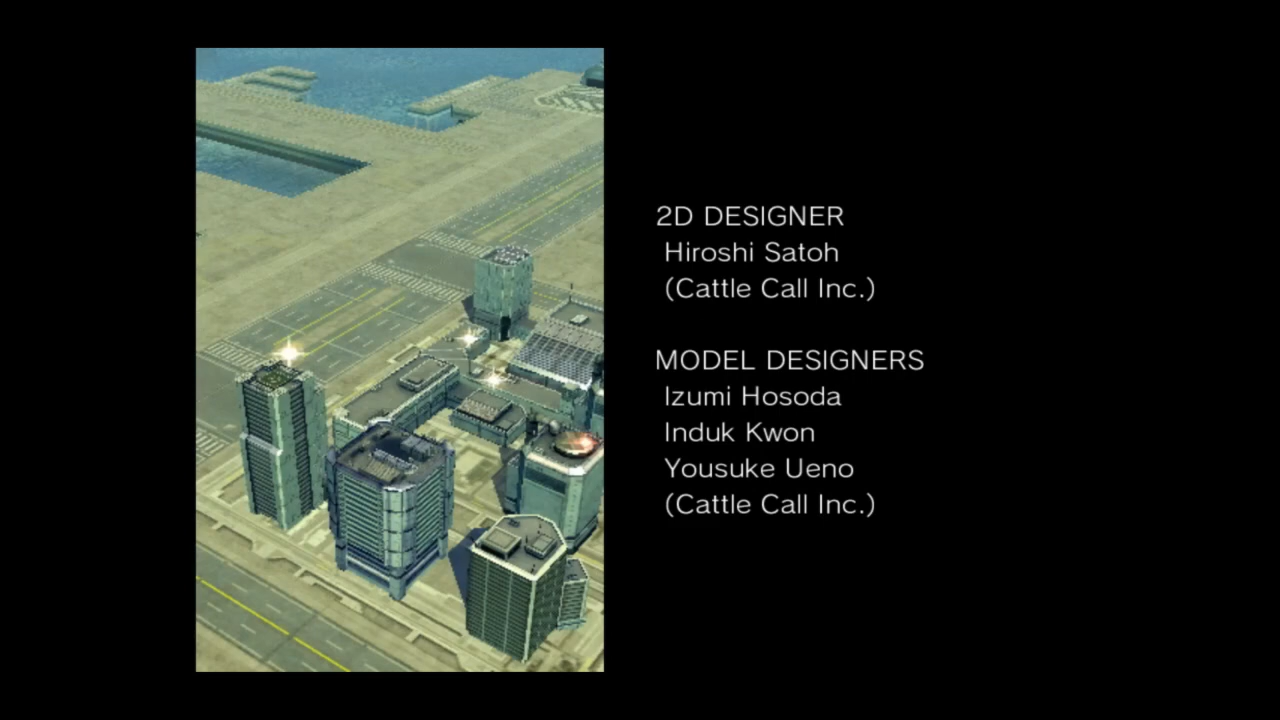 2D DESIGNER
Hiroshi Satoh
(Cattle Call Inc.)
MODEL DESIGNERS
Izumi Hosoda
Induk Kwon
Yousuke Ueno
(Cattle Call Inc.)